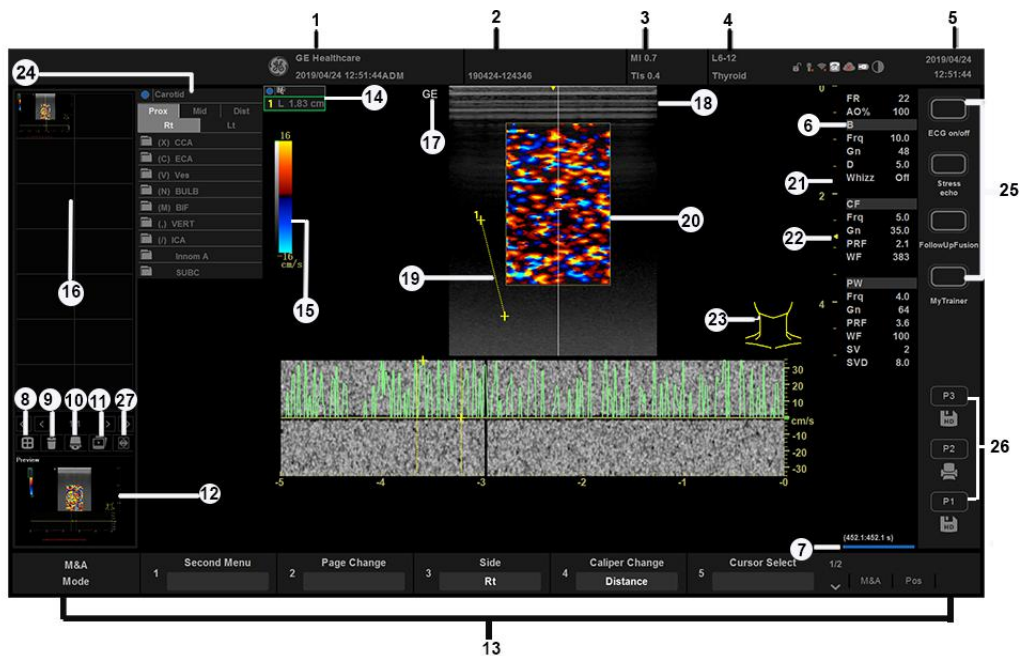 1 2 3 4 5
GE Healthcare
2019/04/24 12:51:44ADM
190424-124346
MI 0.7
TIs 0.4
L6-12
Thyroid
2019/04/24
12:51:44
24
Carotid
Prox Mid Dist
Rt Lt
(X) CCA
(C) ECA
(V) Ves
(N) BULB
(M) BIF
(,) VERT
(/) ICA
Innom A
SUBC
16
1 L 1.83 cm
14
16
-16
cm/s
15
GE
17
18
1
19
20
23
0
2
4
FR 22
AO% 100
6
B
Frq 10.0
Gn 48
D 5.0
21
Whizz Off
CF
Frq 5.0
22
Gn 35.0
PRF 2.1
WF 383
PW
Frq 4.0
Gn 64
PRF 3.6
WF 100
SV 2
SVD 8.0
ECG on/off
Stress
echo
FollowUpFusion
MyTrainer
25
P3
HD
P2
P1
HD
26
8 9 10 11 27
Preview
12
30
20
10
cm/s
-10
-20
-30
-5 -4 -3 -2 -1 0
(452.1:452.1 s)
7
M&A
Mode
1 Second Menu
2 Page Change
3 Side
Rt
4 Caliper Change
Distance
5 Cursor Select
1/2
M&A Pos
13